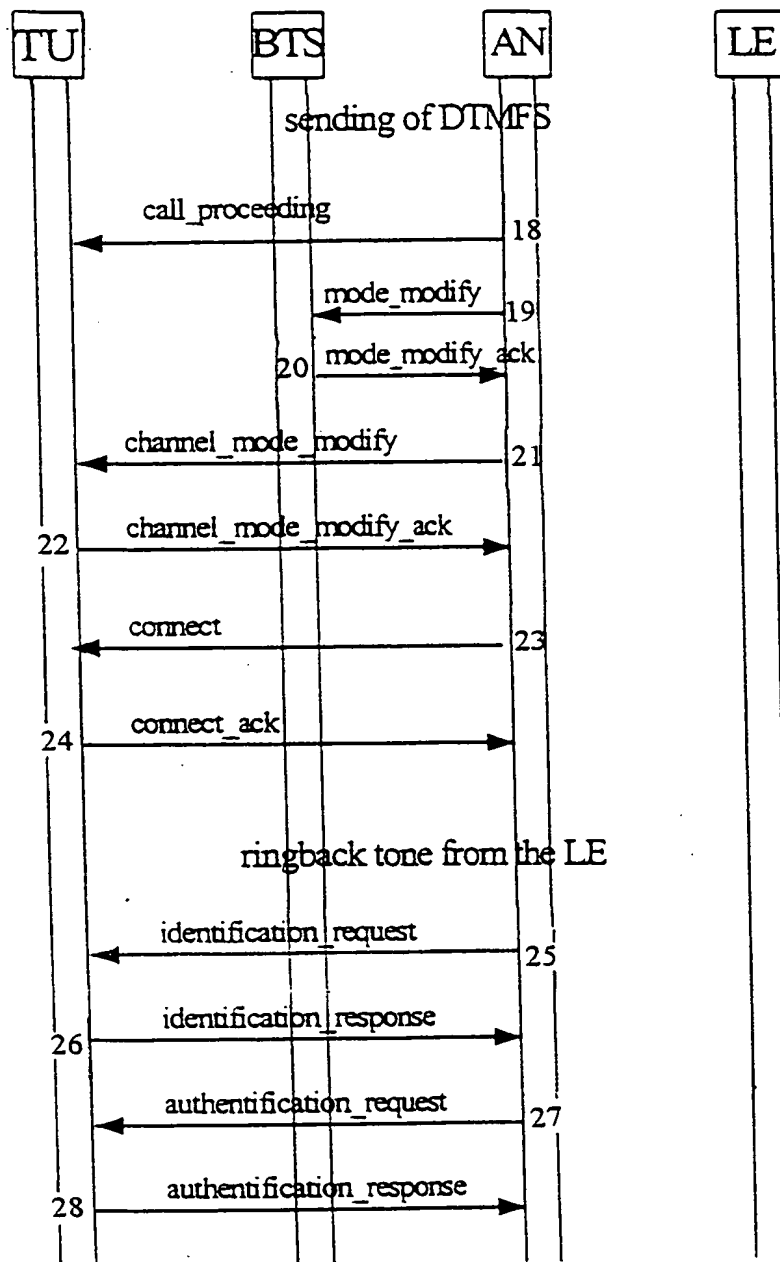 TU BTS AN LE
sending of DTMFS
call_proceeding
18
mode_modify
19
20 mode_modify_ack
channel_mode_modify
21
22 channel_mode_modify_ack
connect
23
24 connect_ack
ringback tone from the LE
identification_request
25
26 identification_response
authentification_request
27
28 authentification_response